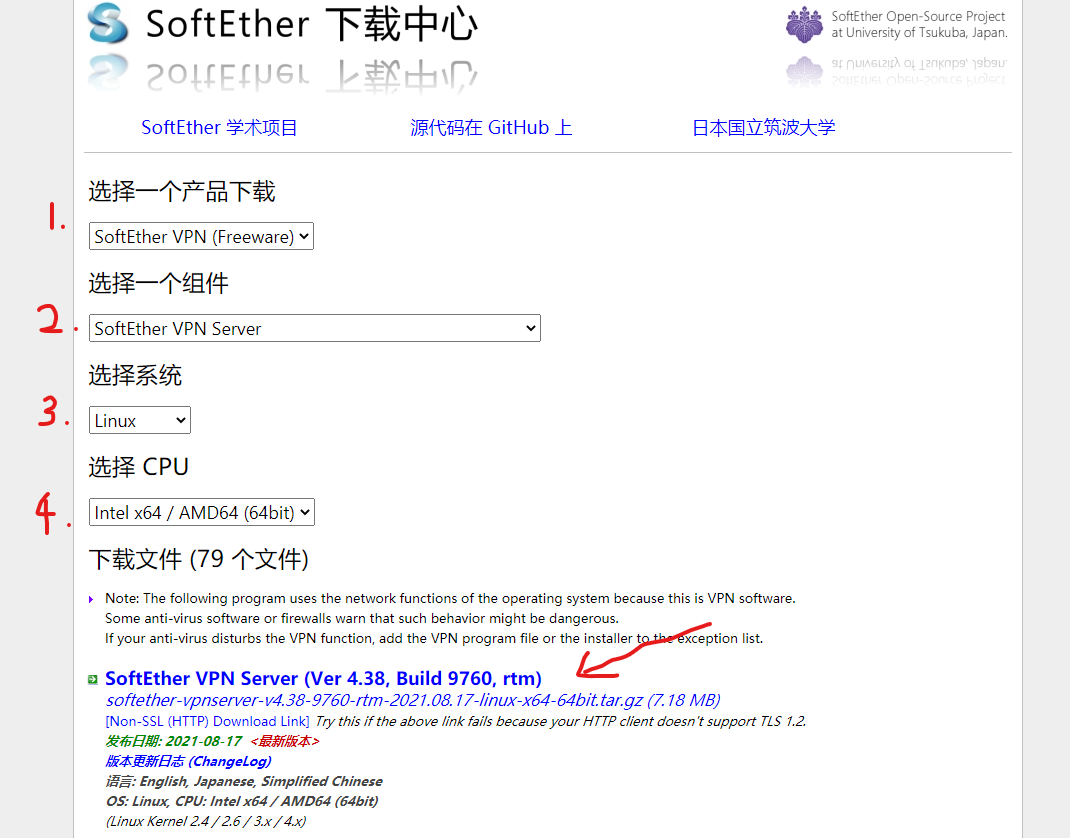 SoftEther 下载中心
SoftEther Open-Source Project
at University of Tsukuba, Japan.
SoftEther 学术项目 源代码在 GitHub 上 日本国立筑波大学
选择一个产品下载
1.
SoftEther VPN (Freeware)
选择一个组件
2.
SoftEther VPN Server
选择系统
3.
Linux
选择 CPU
4.
Intel x64 / AMD64 (64bit)
下载文件 (79 个文件)
Note: The following program uses the network functions of the operating system because this is VPN software.
Some anti-virus software or firewalls warn that such behavior might be dangerous.
If your anti-virus disturbs the VPN function, add the VPN program file or the installer to the exception list.
SoftEther VPN Server (Ver 4.38, Build 9760, rtm)
softether-vpnserver-v4.38-9760-rtm-2021.08.17-linux-x64-64bit.tar.gz (7.18 MB)
[Non-SSL (HTTP) Download Link] Try this if the above link fails because your HTTP client doesn't support TLS 1.2.
发布日期: 2021-08-17 <最新版本>
版本更新日志 (ChangeLog)
语言: English, Japanese, Simplified Chinese
OS: Linux, CPU: Intel x64 / AMD64 (64bit)
(Linux Kernel 2.4 / 2.6 / 3.x / 4.x)